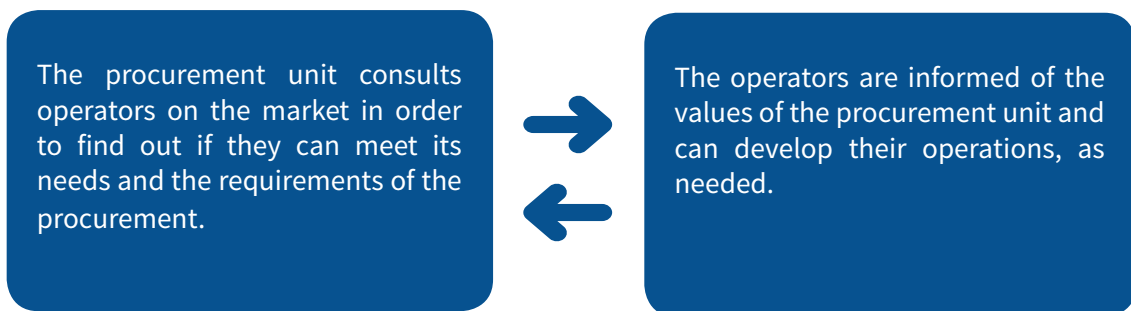 The procurement unit consults
operators on the market in order
to find out if they can meet its
needs and the requirements of the
procurement.
The operators are informed of the
values of the procurement unit and
can develop their operations, as
needed.